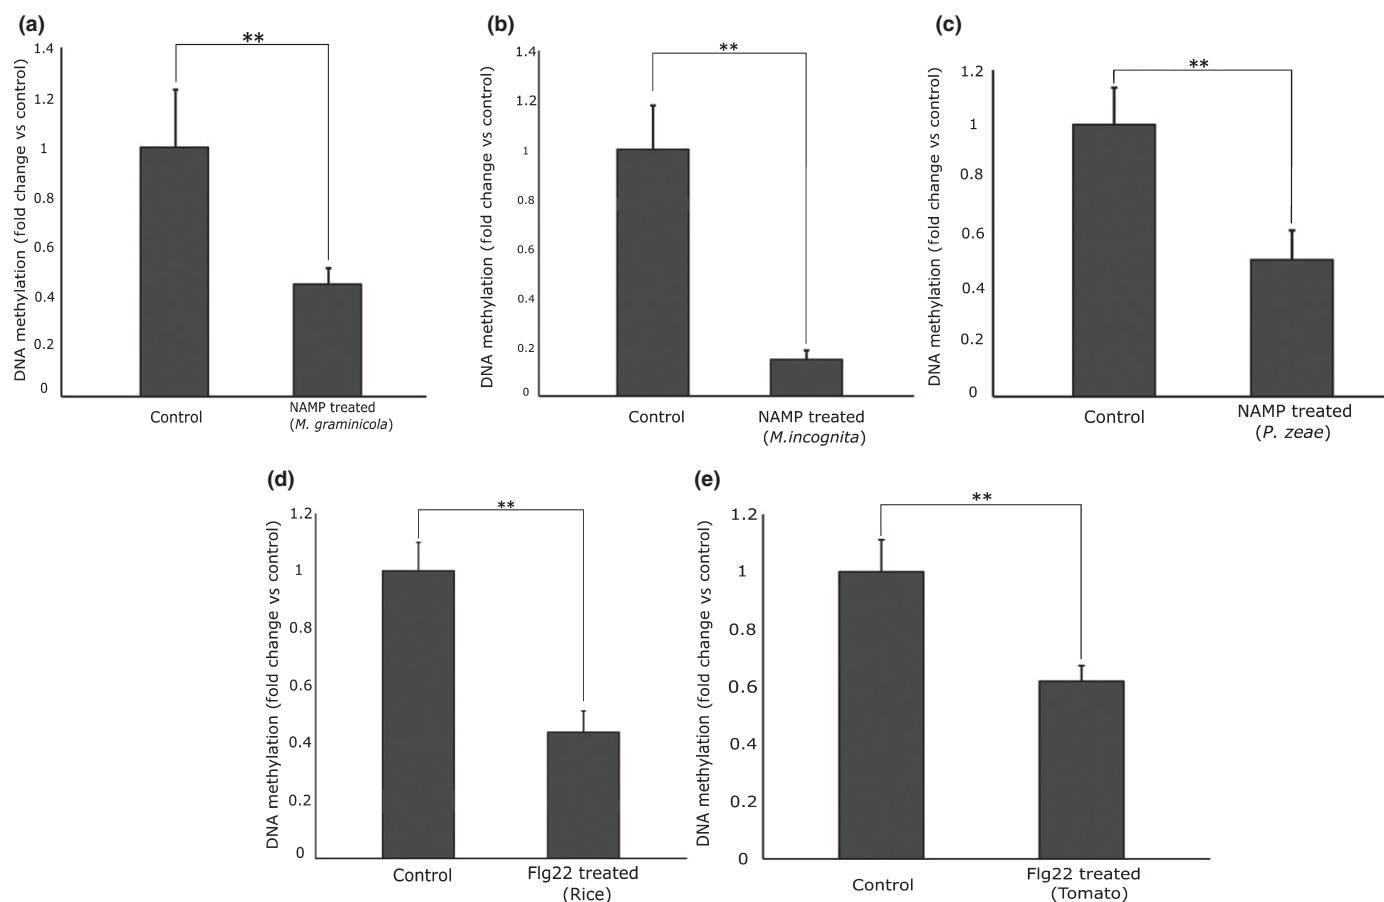 (a)
DNA methylation (fold change vs control)
1.4
1.2
1
0.8
0.6
0.4
0.2
0
**
Control
NAMP treated
(M. graminicola)
(b)
DNA methylation (fold change vs control)
1.4
1.2
1
0.8
0.6
0.4
0.2
0
**
Control
NAMP treated
(M.incognita)
(c)
DNA methylation (fold change vs control)
1.2
1
0.8
0.6
0.4
0.2
0
**
Control
NAMP treated
(P. zeae)
(d)
DNA methylation (fold change vs control)
1.2
1
0.8
0.6
0.4
0.2
0
**
Control
Flg22 treated
(Rice)
(e)
DNA methylation (fold change vs control)
1.2
1
0.8
0.6
0.4
0.2
0
**
Control
Flg22 treated
(Tomato)